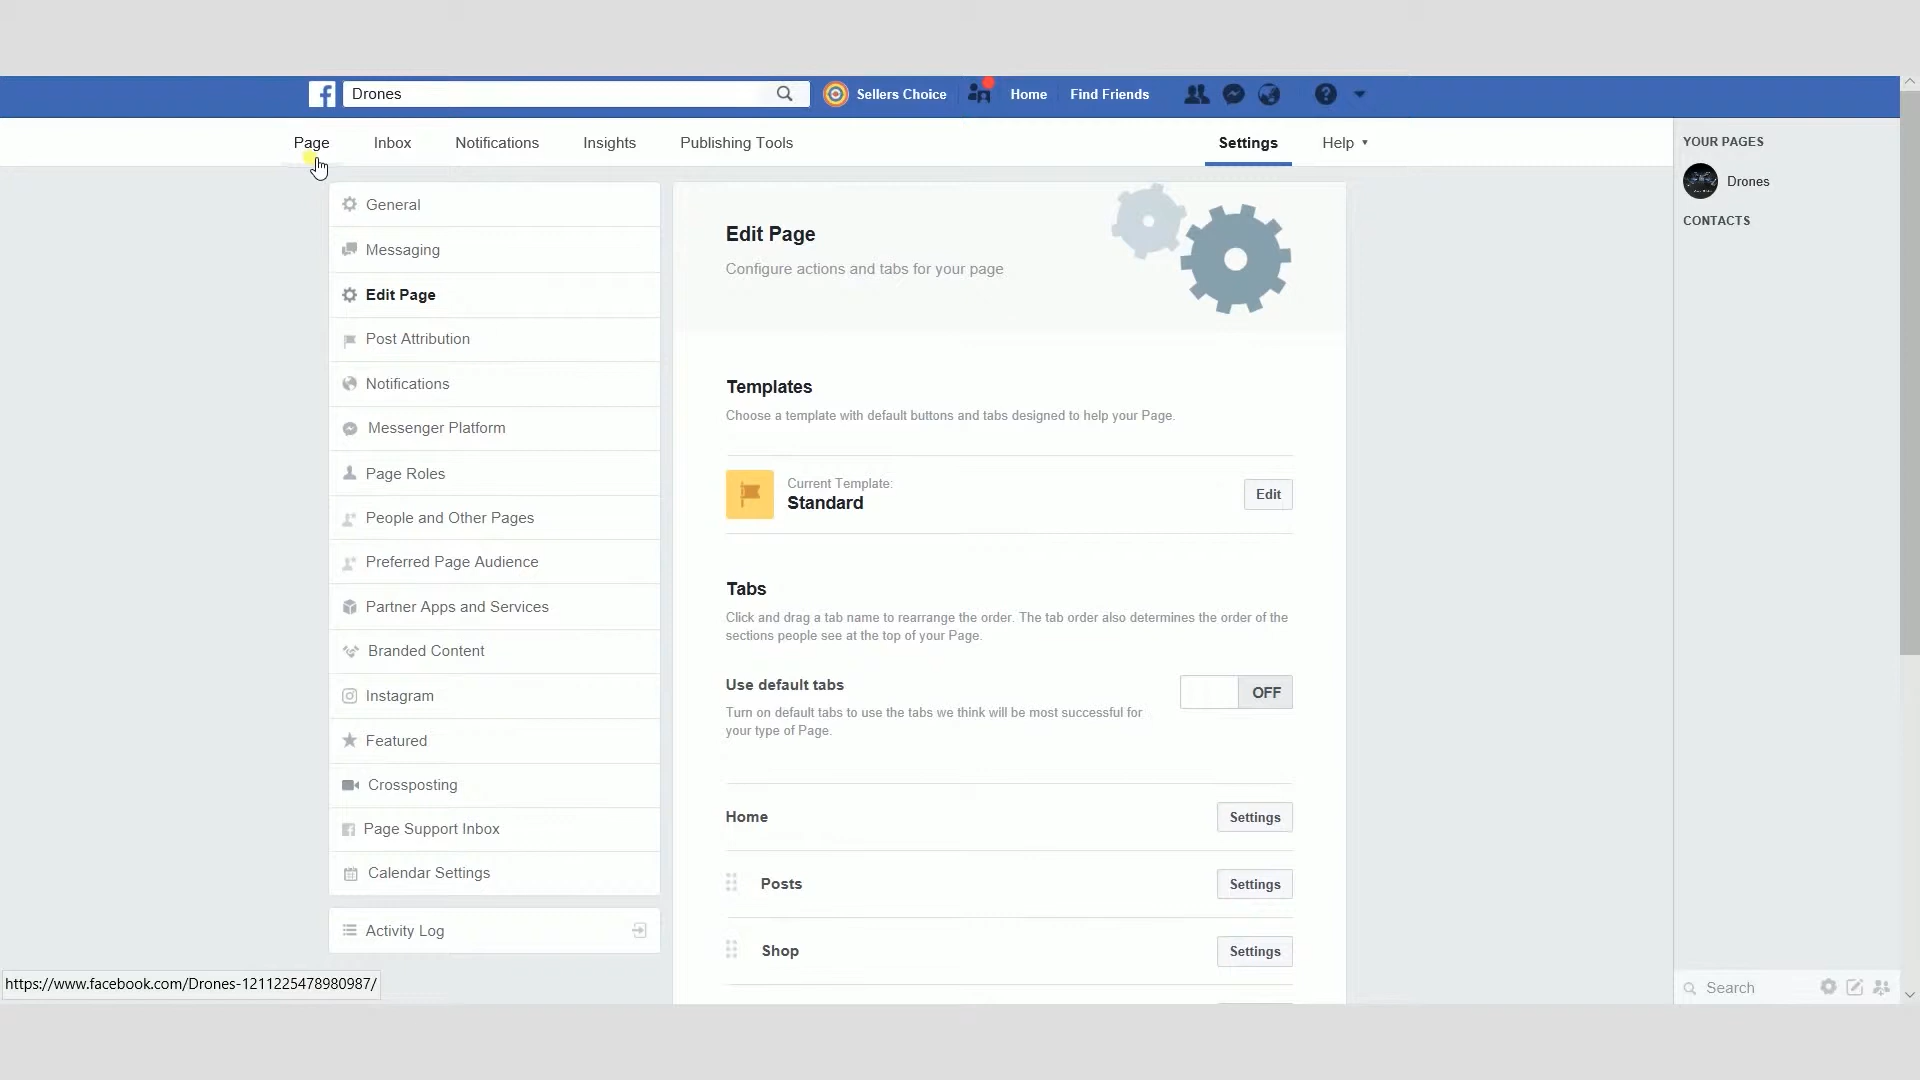 Drones
Sellers Choice
Home
Find Friends
Page
Inbox
Notifications
Insights
Publishing Tools
Settings
Help
YOUR PAGES
Drones
CONTACTS
General
Messaging
Edit Page
Post Attribution
Notifications
Messenger Platform
Page Roles
People and Other Pages
Preferred Page Audience
Partner Apps and Services
Branded Content
Instagram
Featured
Crossposting
Page Support Inbox
Calendar Settings
Activity Log
Edit Page
Configure actions and tabs for your page
Templates
Choose a template with default buttons and tabs designed to help your Page.
Current Template:
Standard
Edit
Tabs
Click and drag a tab name to rearrange the order. The tab order also determines the order of the
sections people see at the top of your Page.
Use default tabs
OFF
Turn on default tabs to use the tabs we think will be most successful for
your type of Page.
Home
Settings
Posts
Settings
Shop
Settings
https://www.facebook.com/Drones-1211225478980987/
Search